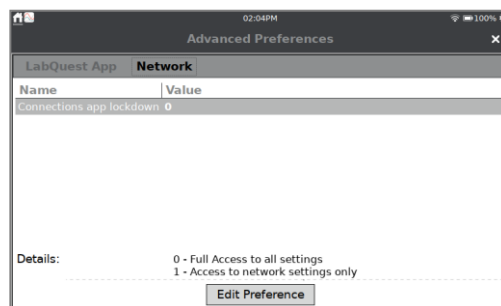 02:04PM 100%
Advanced Preferences
LabQuest App Network
Name Value
Connections app lockdown 0
Details:
0 - Full Access to all settings
1 - Access to network settings only
Edit Preference